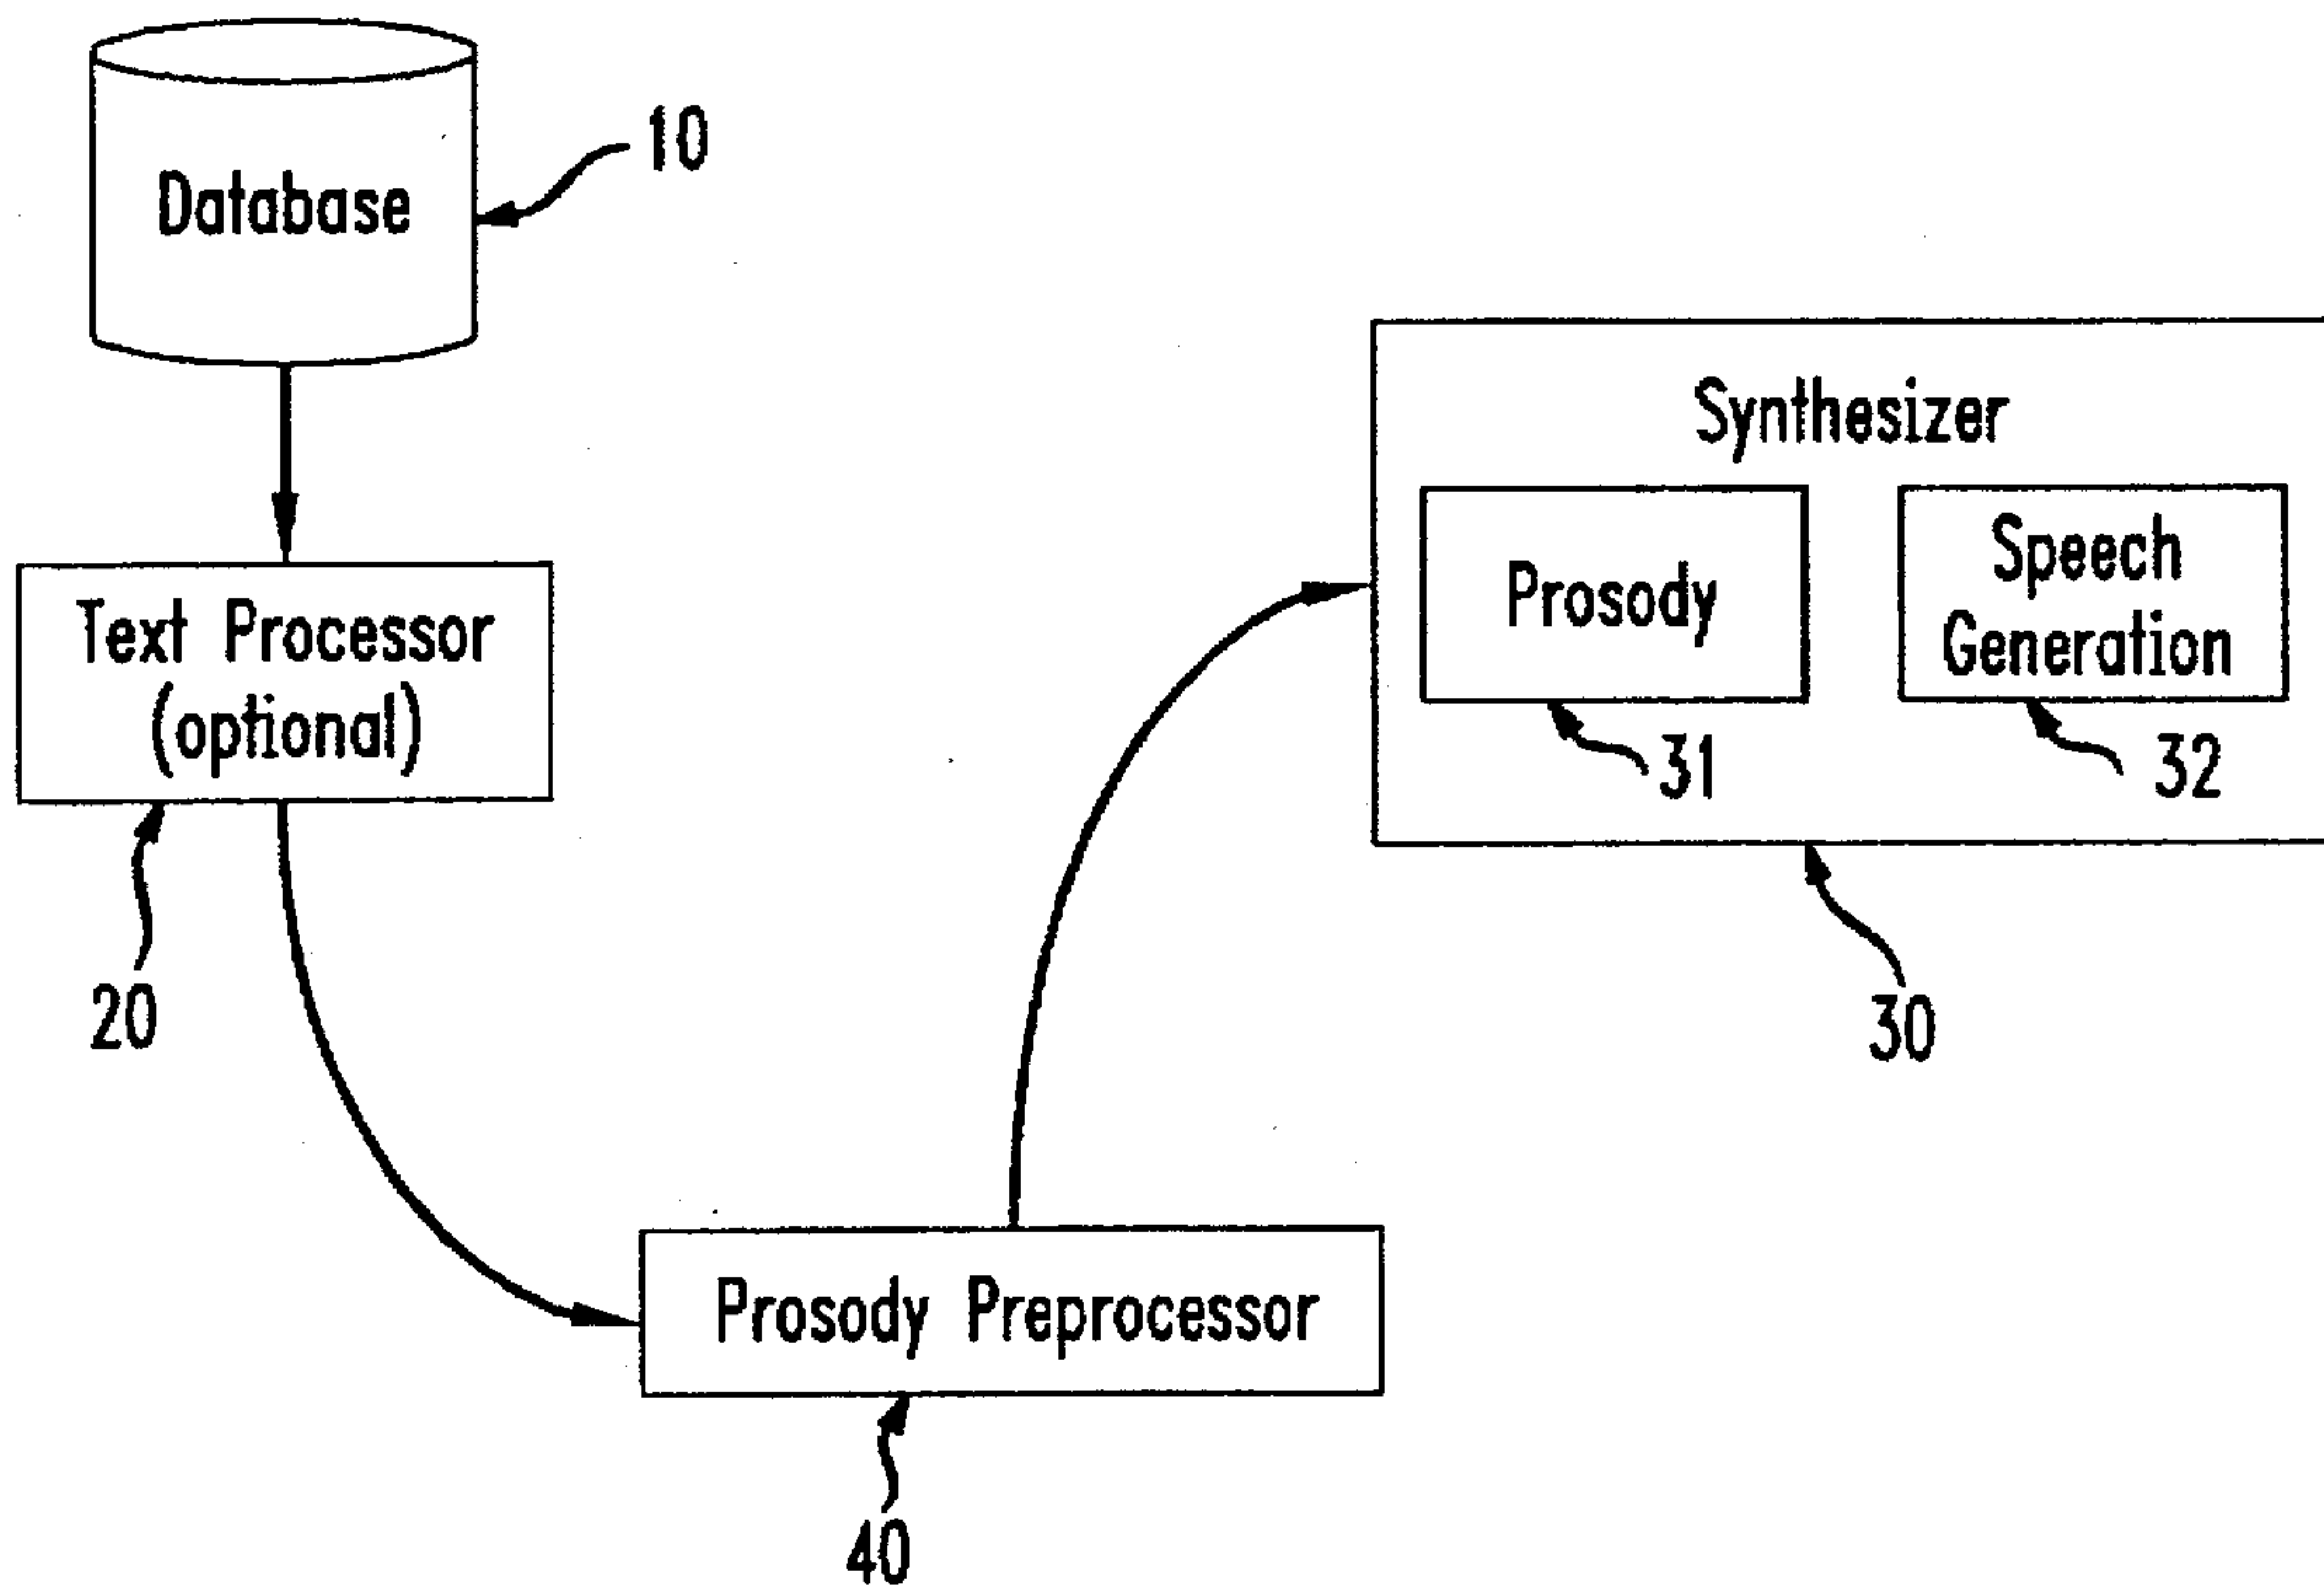 Database
10
Text Processor
(optional)
20
Synthesizer
Prosody
Speech
Generation
31
32
30
Prosody Preprocessor
40